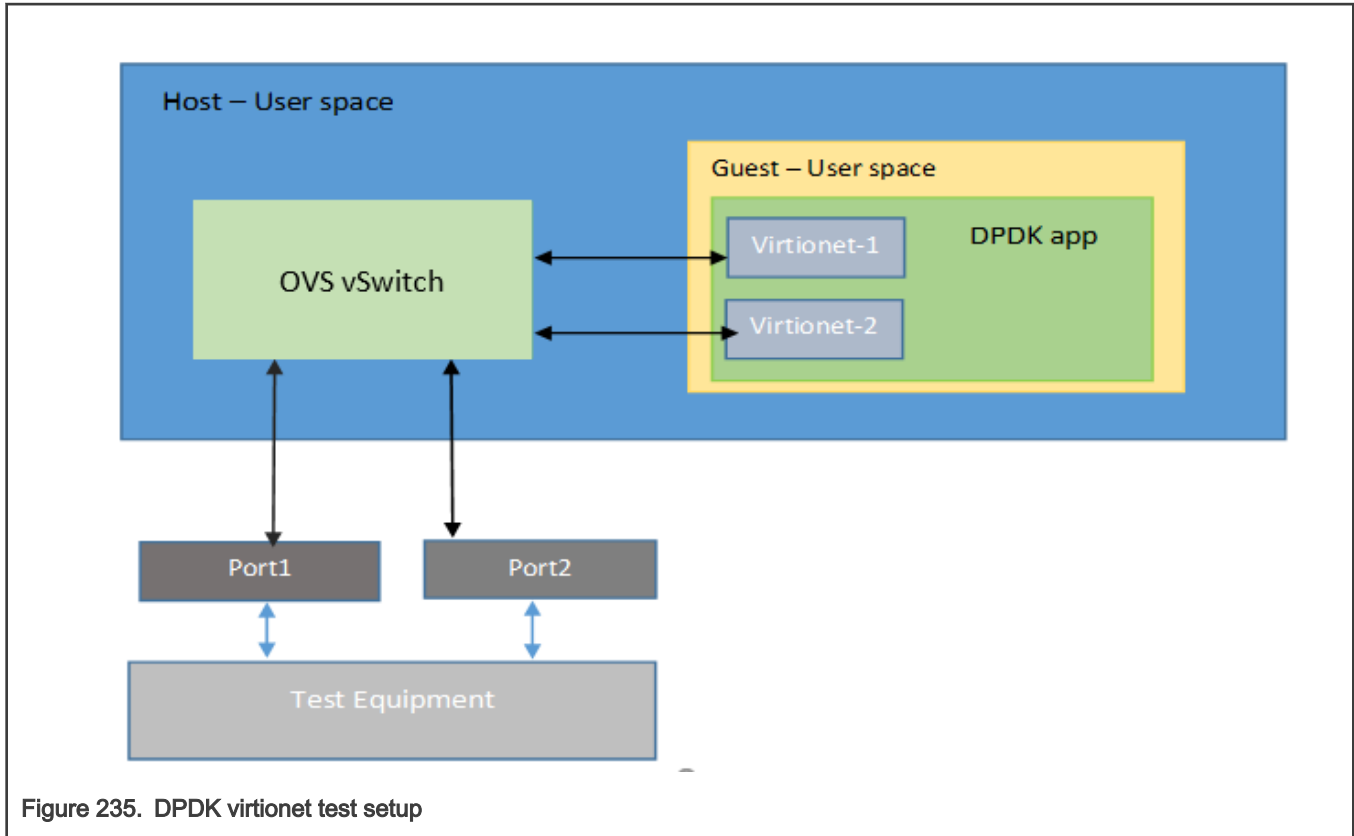 Host – User space
Guest – User space
DPDK app
Virtionet-1
OVS vSwitch
Virtionet-2
Port1
Port2
Test Equipment
Figure 235. DPDK virtionet test setup